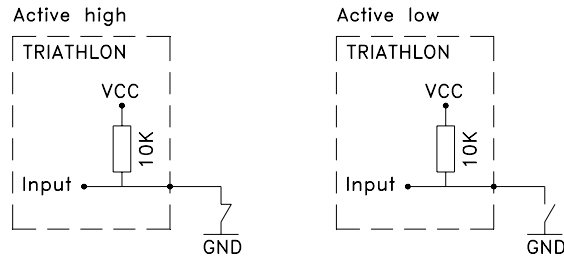 Active high
TRIATHLON
VCC
10K
Input
GND
Active low
TRIATHLON
VCC
10K
Input
GND